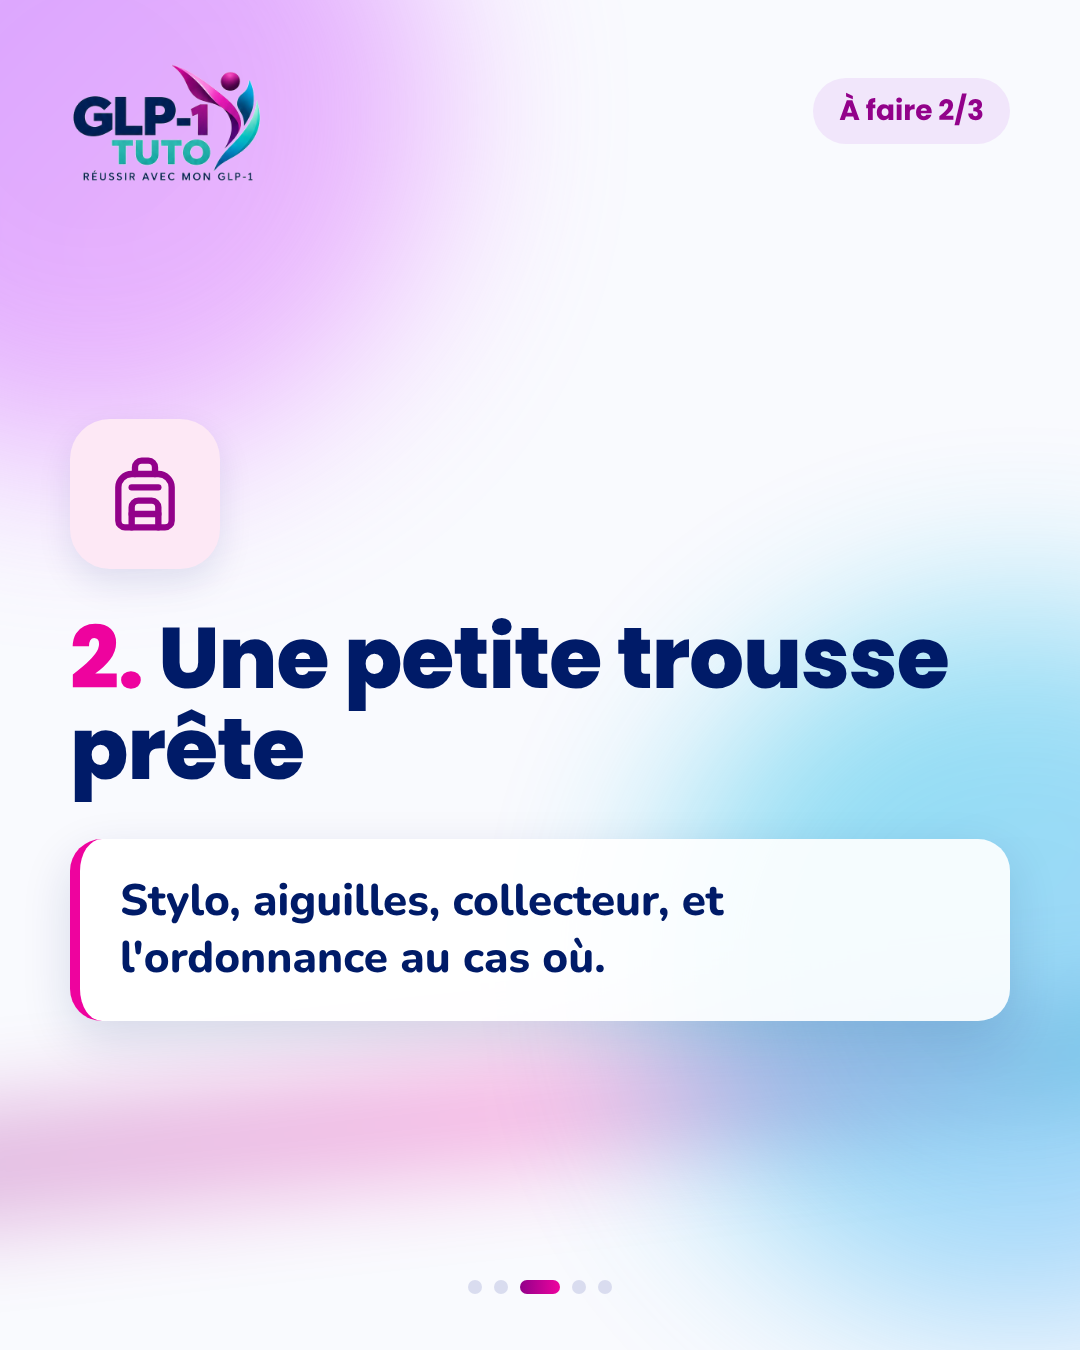 GLP-1
TUTO
RÉUSSIR AVEC MON GLP-1
À faire 2/3
2. Une petite trousse
prête
Stylo, aiguilles, collecteur, et
l'ordonnance au cas où.